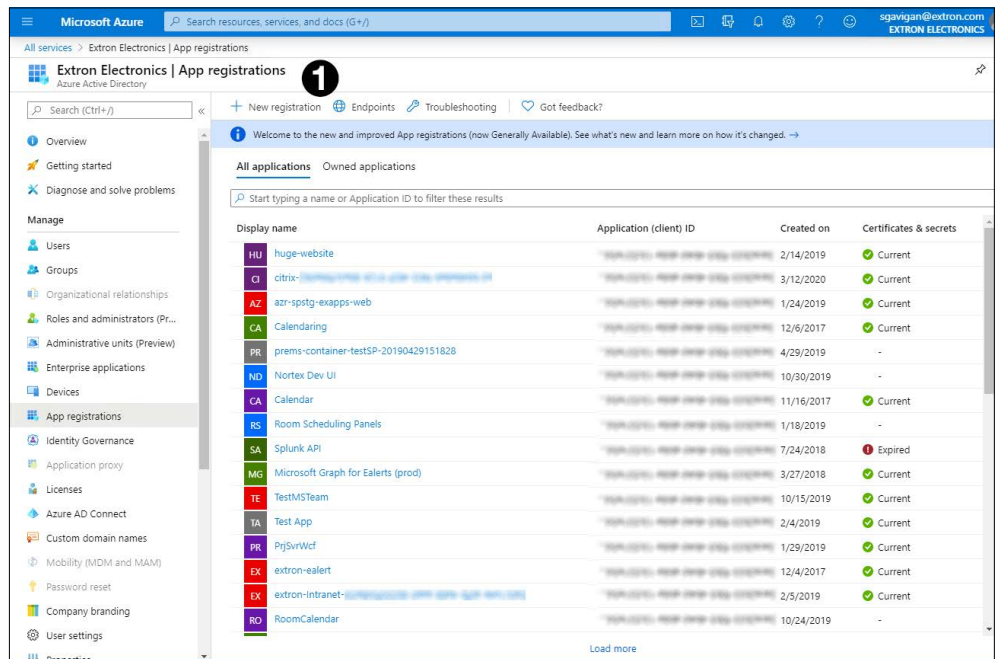 Microsoft Azure
Search resources, services, and docs (G+/)
sgavigan@extron.com
EXTRON ELECTRONICS
All services > Extron Electronics | App registrations
Extron Electronics | App registrations
Azure Active Directory
1
Search (Ctrl+/)
«
+ New registration Endpoints Troubleshooting Got feedback?
Welcome to the new and improved App registrations (now Generally Available). See what's new and learn more on how it's changed. →
Overview
Getting started
Diagnose and solve problems
Manage
Users
Groups
Organizational relationships
Roles and administrators (Pr...
Administrative units (Preview)
Enterprise applications
Devices
App registrations
Identity Governance
Application proxy
Licenses
Azure AD Connect
Custom domain names
Mobility (MDM and MAM)
Password reset
Company branding
User settings
All applications Owned applications
Start typing a name or Application ID to filter these results
Display name Application (client) ID Created on Certificates & secrets
HU huge-website 2/14/2019 Current
CI citrix- 3/12/2020 Current
AZ azr-spstg-exapps-web 1/24/2019 Current
CA Calendaring 12/6/2017 Current
PR prems-container-testSP-20190429151828 4/29/2019 -
ND Nortex Dev UI 10/30/2019 -
CA Calendar 11/16/2017 Current
RS Room Scheduling Panels 1/18/2019 -
SA Splunk API 7/24/2018 Expired
MG Microsoft Graph for Ealerts (prod) 3/27/2018 Current
TE TestMSTeam 10/15/2019 Current
TA Test App 2/4/2019 Current
PR PrjSvrWcf 1/29/2019 Current
EX extron-ealert 12/4/2017 Current
EX extron-intranet- 2/5/2019 Current
RO RoomCalendar 10/24/2019 -
Load more